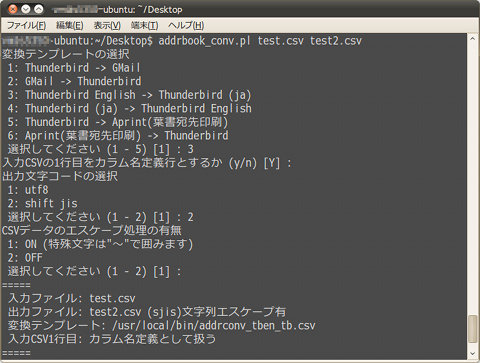 -ubuntu: ~/Desktop
ファイル(F) 編集(E) 表示(V) 端末(T) ヘルプ(H)
-ubuntu:~/Desktop$ addrbook_conv.pl test.csv test2.csv
変換テンプレートの選択
1: Thunderbird -> GMail
2: GMail -> Thunderbird
3: Thunderbird English -> Thunderbird (ja)
4: Thunderbird (ja) -> Thunderbird English
5: Thunderbird -> Aprint(葉書宛先印刷)
6: Aprint(葉書宛先印刷) -> Thunderbird
選択してください (1 - 5) [1] : 3
入力CSVの1行目をカラム名定義行とするか (y/n) [Y] :
出力文字コードの選択
1: utf8
2: shift jis
選択してください (1 - 2) [1] : 2
CSVデータのエスケープ処理の有無
1: ON (特殊文字は"～"で囲みます)
2: OFF
選択してください (1 - 2) [1] :
=====
入力ファイル: test.csv
出力ファイル: test2.csv (sjis)文字列エスケープ有
変換テンプレート: /usr/local/bin/addrconv_tben_tb.csv
入力CSV1行目: カラム名定義として扱う
=====